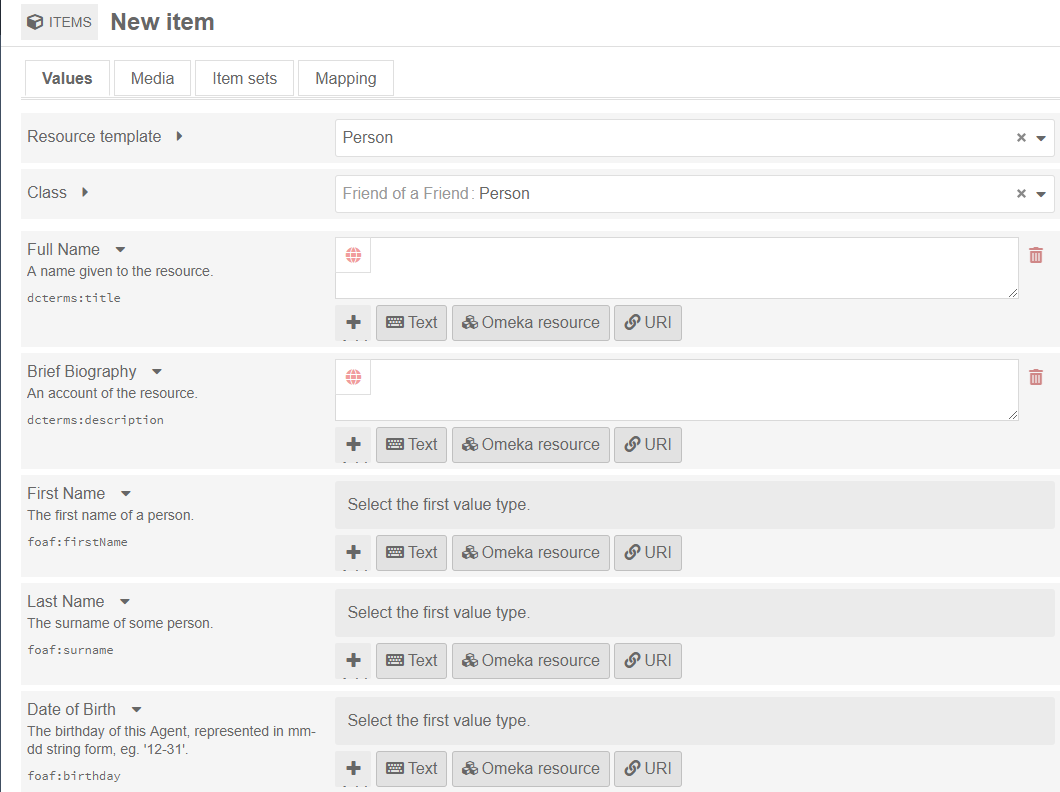 ITEMS New item
Values Media Item sets Mapping
Resource template Person
Class Friend of a Friend: Person
Full Name
A name given to the resource.
dcterms:title
Text Omeka resource URI
Brief Biography
An account of the resource.
dcterms:description
Text Omeka resource URI
First Name
The first name of a person.
foaf:firstName
Select the first value type.
Text Omeka resource URI
Last Name
The surname of some person.
foaf:surname
Select the first value type.
Text Omeka resource URI
Date of Birth
The birthday of this Agent, represented in mm-
dd string form, eg. '12-31'.
foaf:birthday
Select the first value type.
Text Omeka resource URI